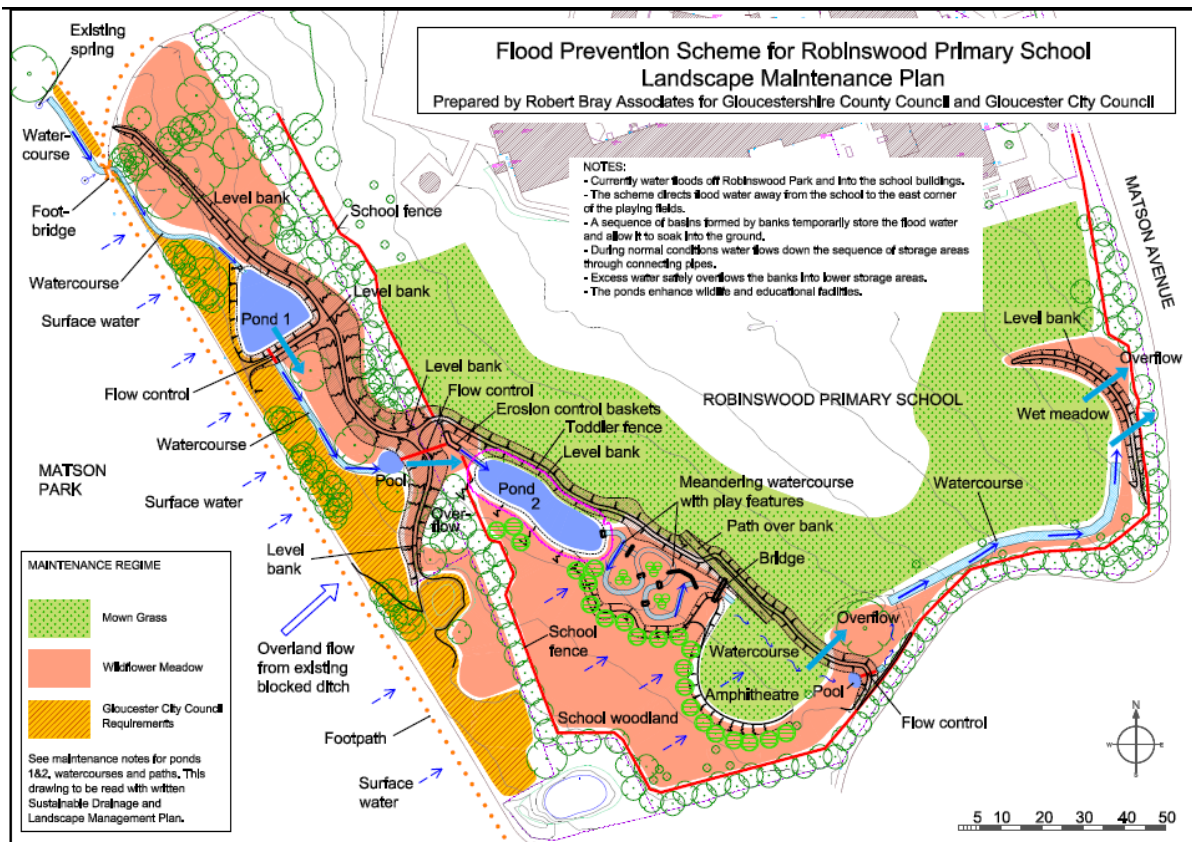 Flood Prevention Scheme for Robinswood Primary School
Landscape Maintenance Plan
Prepared by Robert Bray Associates for Gloucestershire County Council and Gloucester City Council
NOTES:
- Currently water floods off Robinswood Park and into the school buildings.
- The scheme directs flood water away from the school to the east corner
of the playing fields.
- A sequence of basins formed by banks temporarily store the flood water
and allow it to soak into the ground.
- During normal conditions water flows down the sequence of storage areas
through connecting pipes.
- Excess water safely overflows the banks into lower storage areas.
- The ponds enhance wildlife and educational facilities.
Existing
spring
Water-
course
Foot-
bridge
Watercourse
Surface water
Flow control
Watercourse
MATSON
PARK
Surface water
Level
bank
Overland flow
from existing
blocked ditch
Footpath
Surface
water
Level bank
School fence
Level bank
Pond 1
Level bank
Flow control
Erosion control baskets
Toddler fence
Level bank
Pool
Over-
flow
Pond
2
Meandering watercourse
with play features
Path over bank
Bridge
School
fence
School woodland
Watercourse
Amphitheatre
Overflow
Pool
Flow control
ROBINSWOOD PRIMARY SCHOOL
Watercourse
Wet meadow
Level bank
Overflow
MATSON AVENUE
MAINTENANCE REGIME
Mown Grass
Wildflower Meadow
Gloucester City Council
Requirements
See maintenance notes for ponds
1&2, watercourses and paths. This
drawing to be read with written
Sustainable Drainage and
Landscape Management Plan.
N
W
E
S
5 10 20 30 40 50